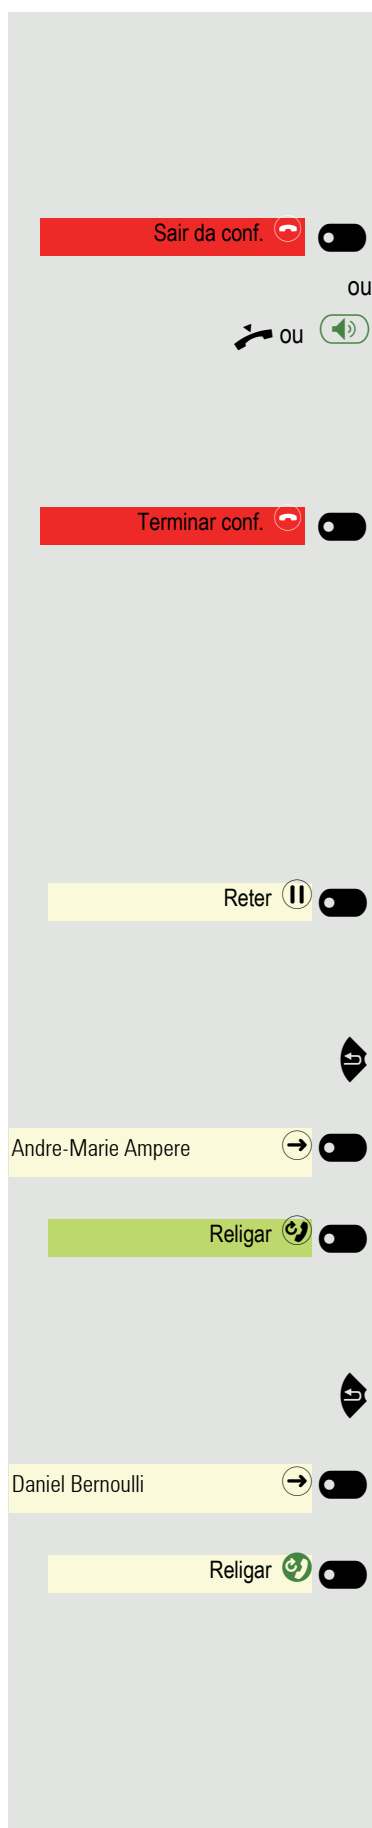 Sair da conf.
ou
ou
Terminar conf.
Reter
Andre-Marie Ampere
Religar
Daniel Bernoulli
Religar